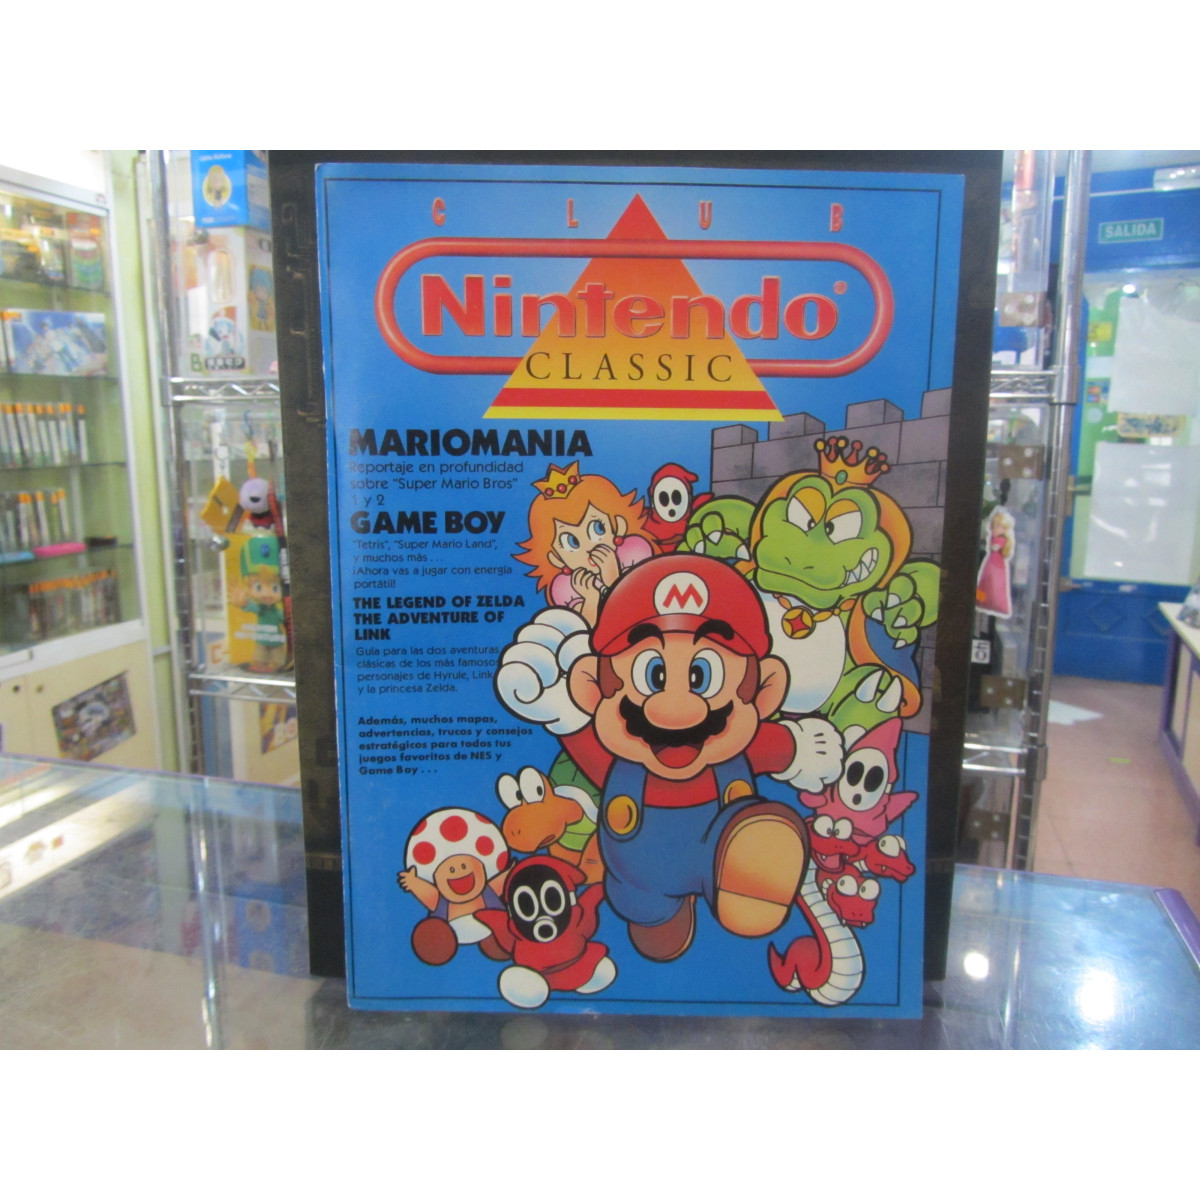 CLUB
Nintendo®
CLASSIC
MARIOMANIA
Reportaje en profundidad
sobre "Super Mario Bros"
1 y 2
GAME BOY
"Tetris", "Super Mario Land",
y muchos más . . .
¡Ahora vas a jugar con energía
portátil!
THE LEGEND OF ZELDA
THE ADVENTURE OF
LINK
Guía para las dos aventuras
clásicas de los más famosos
personajes de Hyrule, Link
y la princesa Zelda.
Además, muchos mapas,
advertencias, trucos y consejos
estratégicos para todos tus
juegos favoritos de NES y
Game Boy . . .
M
SALIDA